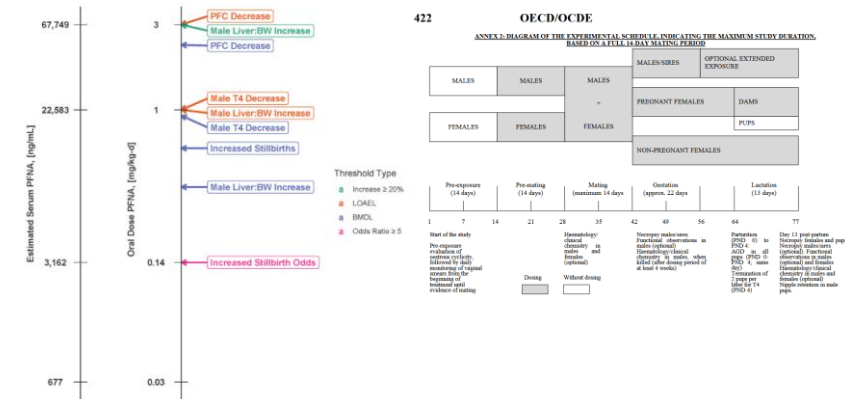 67,749
22,583
3,162
677
Estimated Serum PFNA, [ng/mL]
3
1
0.14
0.03
Oral Dose PFNA, [mg/kg-d]
PFC Decrease
Male Liver:BW Increase
PFC Decrease
Male T4 Decrease
Male Liver:BW Increase
Male T4 Decrease
Increased Stillbirths
Male Liver:BW Increase
Increased Stillbirth Odds
Threshold Type
a Increase ≥ 20%
a LOAEL
a BMDL
a Odds Ratio ≥ 5
422
OECD/OCDE
ANNEX 2: DIAGRAM OF THE EXPERIMENTAL SCHEDULE, INDICATING THE MAXIMUM STUDY DURATION,
BASED ON A FULL 14-DAY MATING PERIOD
MALES
MALES
MALES
+
FEMALES
FEMALES
FEMALES
MALES/SIRES
OPTIONAL EXTENDED
EXPOSURE
PREGNANT FEMALES
DAMS
PUPS
NON-PREGNANT FEMALES
Pre-exposure
(14 days)
Pre-mating
(14 days)
Mating
(maximum 14 days
Gestation
(approx. 22 days
Lactation
(13 days)
1 7 14 21 28 35 42 49 56 64 77
Start of the study
Pre-exposure
evaluation of
oestrous cyclicity,
followed by daily
monitoring of vaginal
smears from the
beginning of
treatment until
evidence of mating
Haematology/
clinical
chemistry in
males and
females
(optional)
Necropsy males/sires
Functional observations in
males (optional)
Haematology/clinical
chemistry in males, when
killed (after dosing period of
at least 4 weeks)
Parturition
(PND 0) to
PND 4:
AGD in all
pups (PND 0-
PND 4; same
day)
Termination of
2 pups per
litter for T4
(PND 4)
Day 13 post-partum
Necropsy females and pups
Necropsy males/sires
(optional). Functional
observations in males
(optional) and females
Haematology/clinical
chemistry in males and
females (optional)
Nipple retention in male
pups.
Dosing
Without dosing